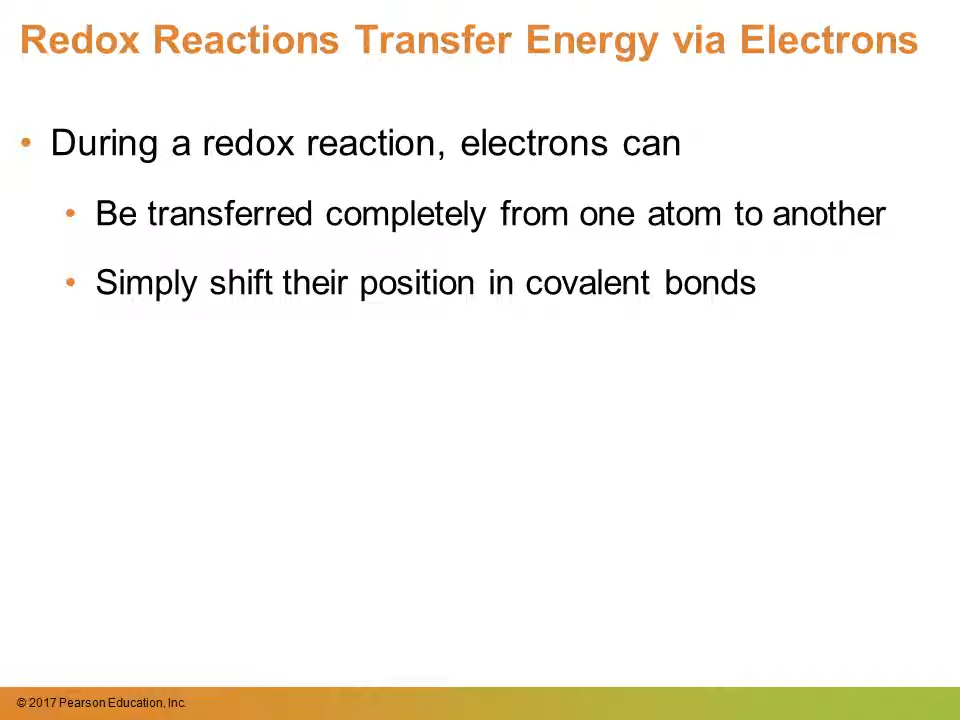 Redox Reactions Transfer Energy via Electrons
• During a redox reaction, electrons can
• Be transferred completely from one atom to another
• Simply shift their position in covalent bonds
© 2017 Pearson Education, Inc.